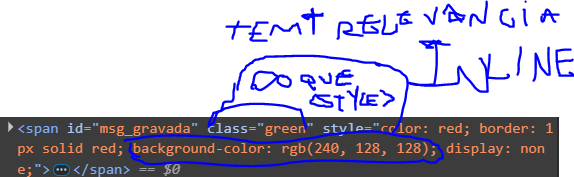 TEM + RELEVÂNCIA
INLINE
DO QUE
<STYLE>
<span id="msg_gravada" class="green" style="color: red; border: 1
px solid red; background-color: rgb(240, 128, 128); display: non
e;">…</span> == $0